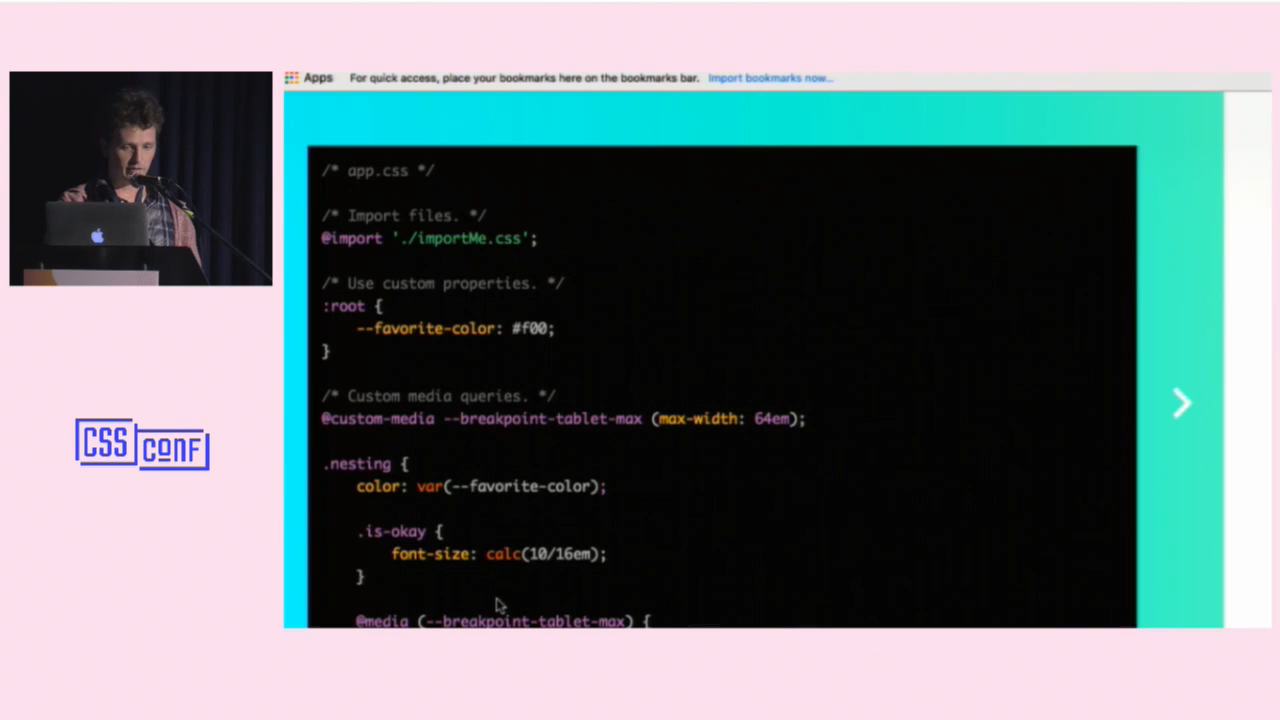 Apps For quick access, place your bookmarks here on the bookmarks bar. Import bookmarks now...
/* app.css */
/* Import files. */
@import './importMe.css';
/* Use custom properties. */
:root {
--favorite-color: #f00;
}
/* Custom media queries. */
@custom-media --breakpoint-tablet-max (max-width: 64em);
.nesting {
color: var(--favorite-color);
.is-okay {
font-size: calc(10/16em);
}
@media (--breakpoint-tablet-max) {
CSS
CONF